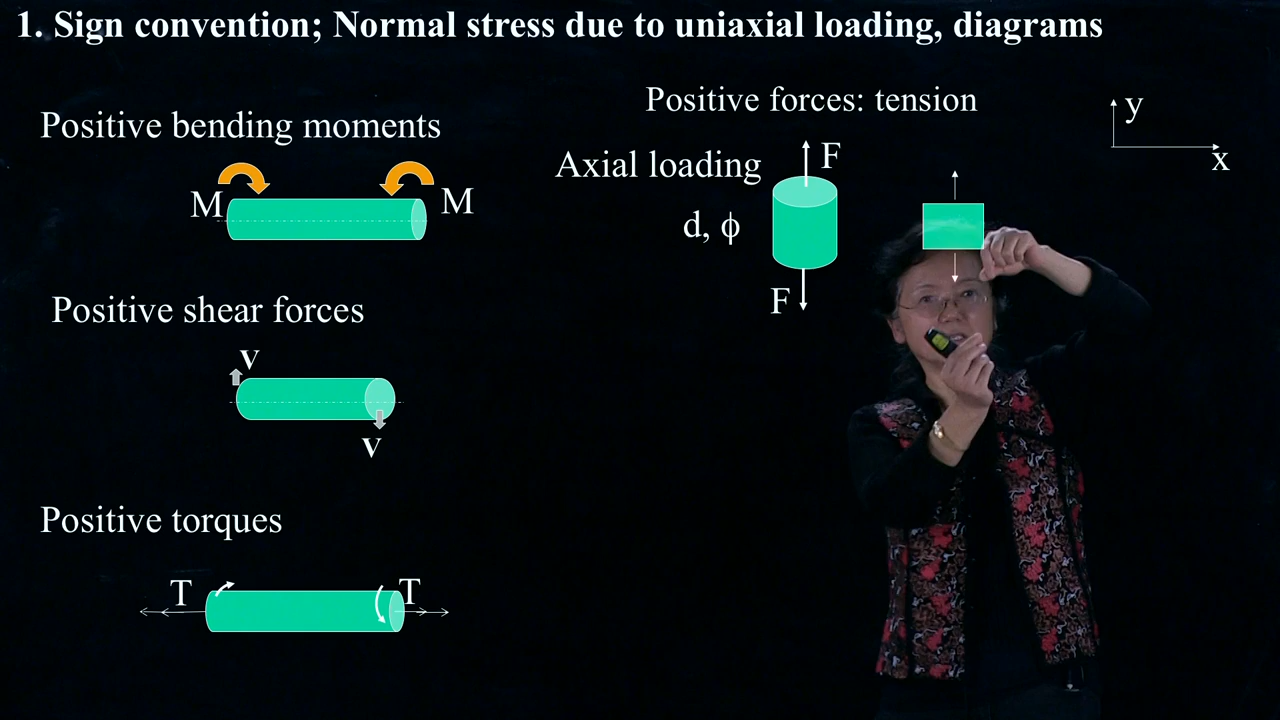 1. Sign convention; Normal stress due to uniaxial loading, diagrams
Positive bending moments
M
M
Positive shear forces
V
V
Positive torques
T
T
Positive forces: tension
Axial loading
F
d, ϕ
F
y
x